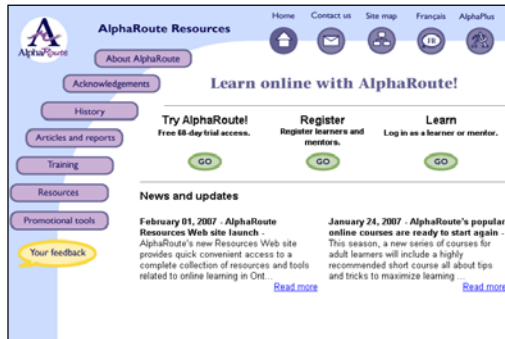 AlphaRoute Resources
Home
Contact us
Site map
Français
AlphaPlus
FR
A
AlphaRoute
About AlphaRoute
Acknowledgements
History
Articles and reports
Training
Resources
Promotional tools
Your feedback
Learn online with AlphaRoute!
Try AlphaRoute!
Free 60-day trial access.
GO
Register
Register learners and
mentors.
GO
Learn
Log in as a learner or mentor.
GO
News and updates
February 01, 2007 - AlphaRoute
Resources Web site launch -
AlphaRoute's new Resources Web site
provides quick convenient access to a
complete collection of resources and tools
related to online learning in Ont...
Read more
January 24, 2007 - AlphaRoute's popular
online courses are ready to start again -
This season, a new series of courses for
adult learners will include a highly
recommended short course all about tips
and tricks to maximize learning ...
Read more